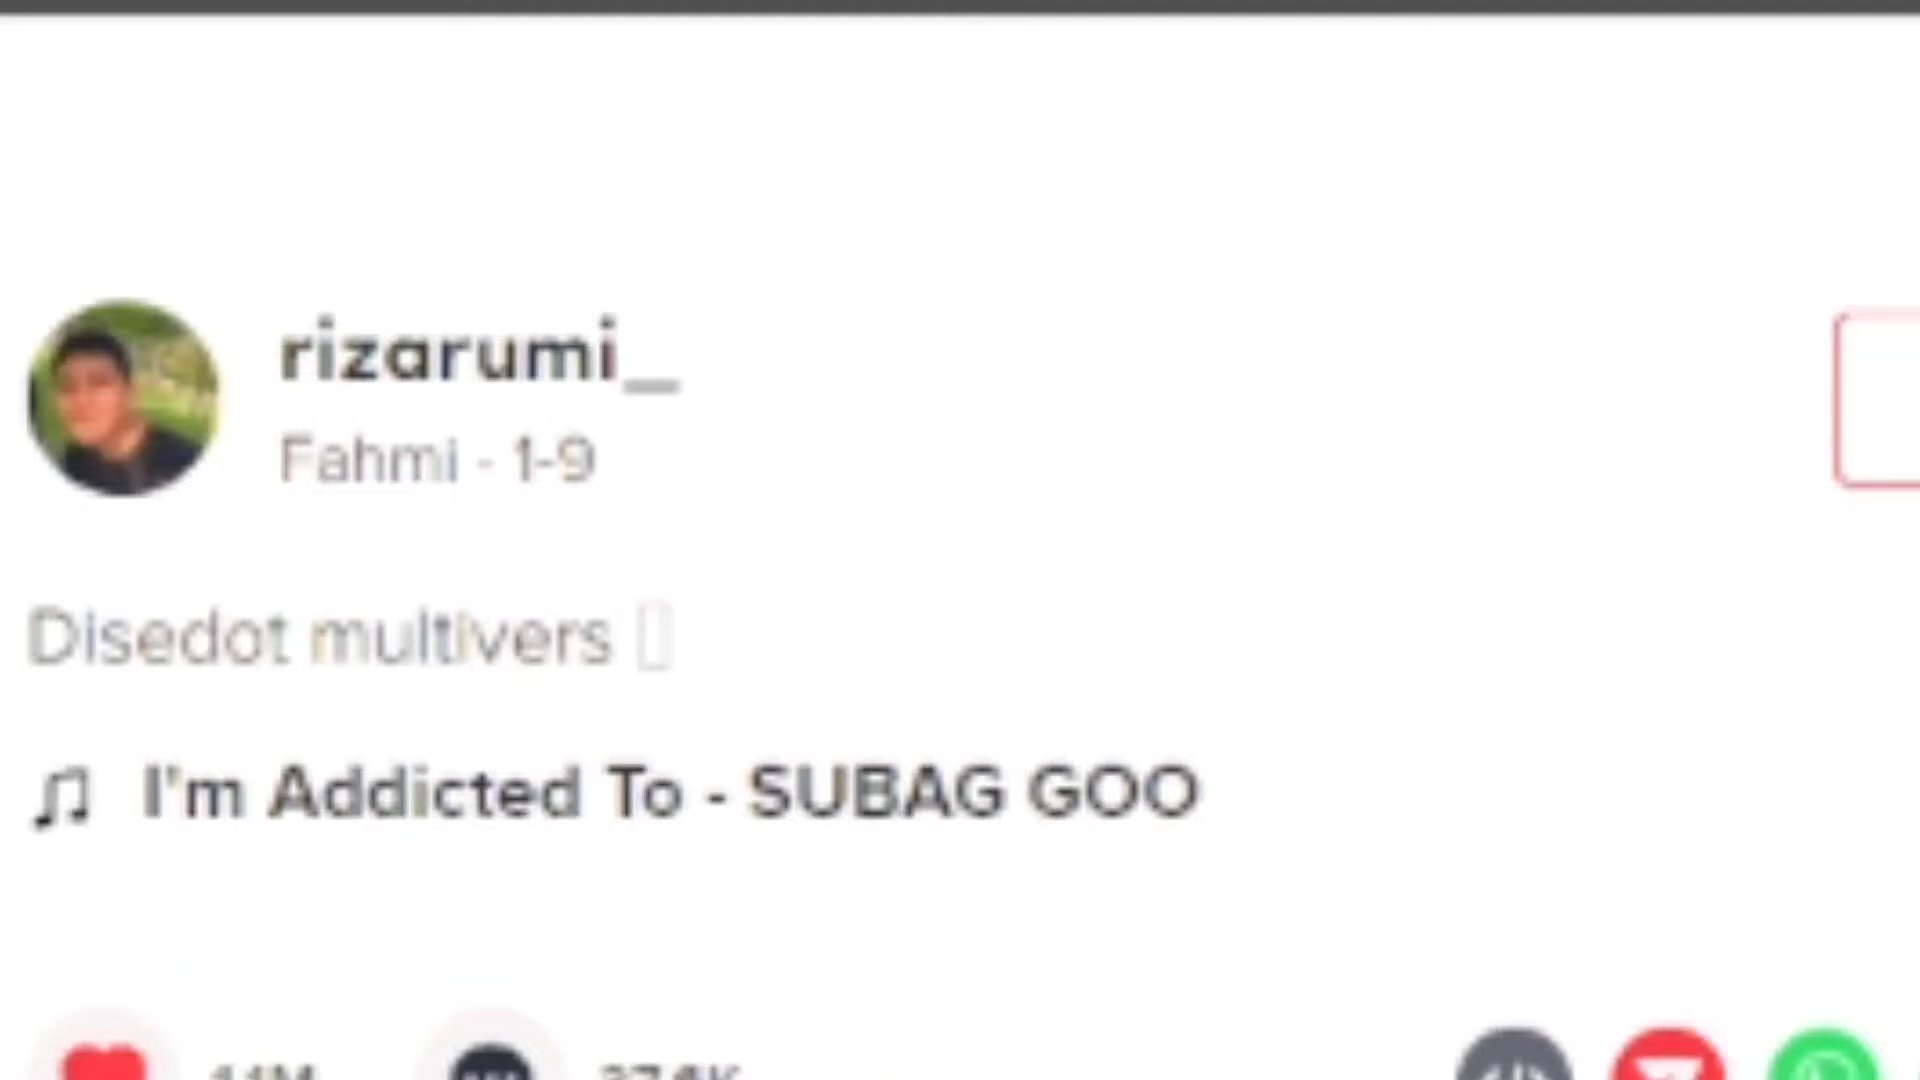 rizarumi_
Fahmi - 1-9
Disedot multivers
I'm Addicted To - SUBAG GOO